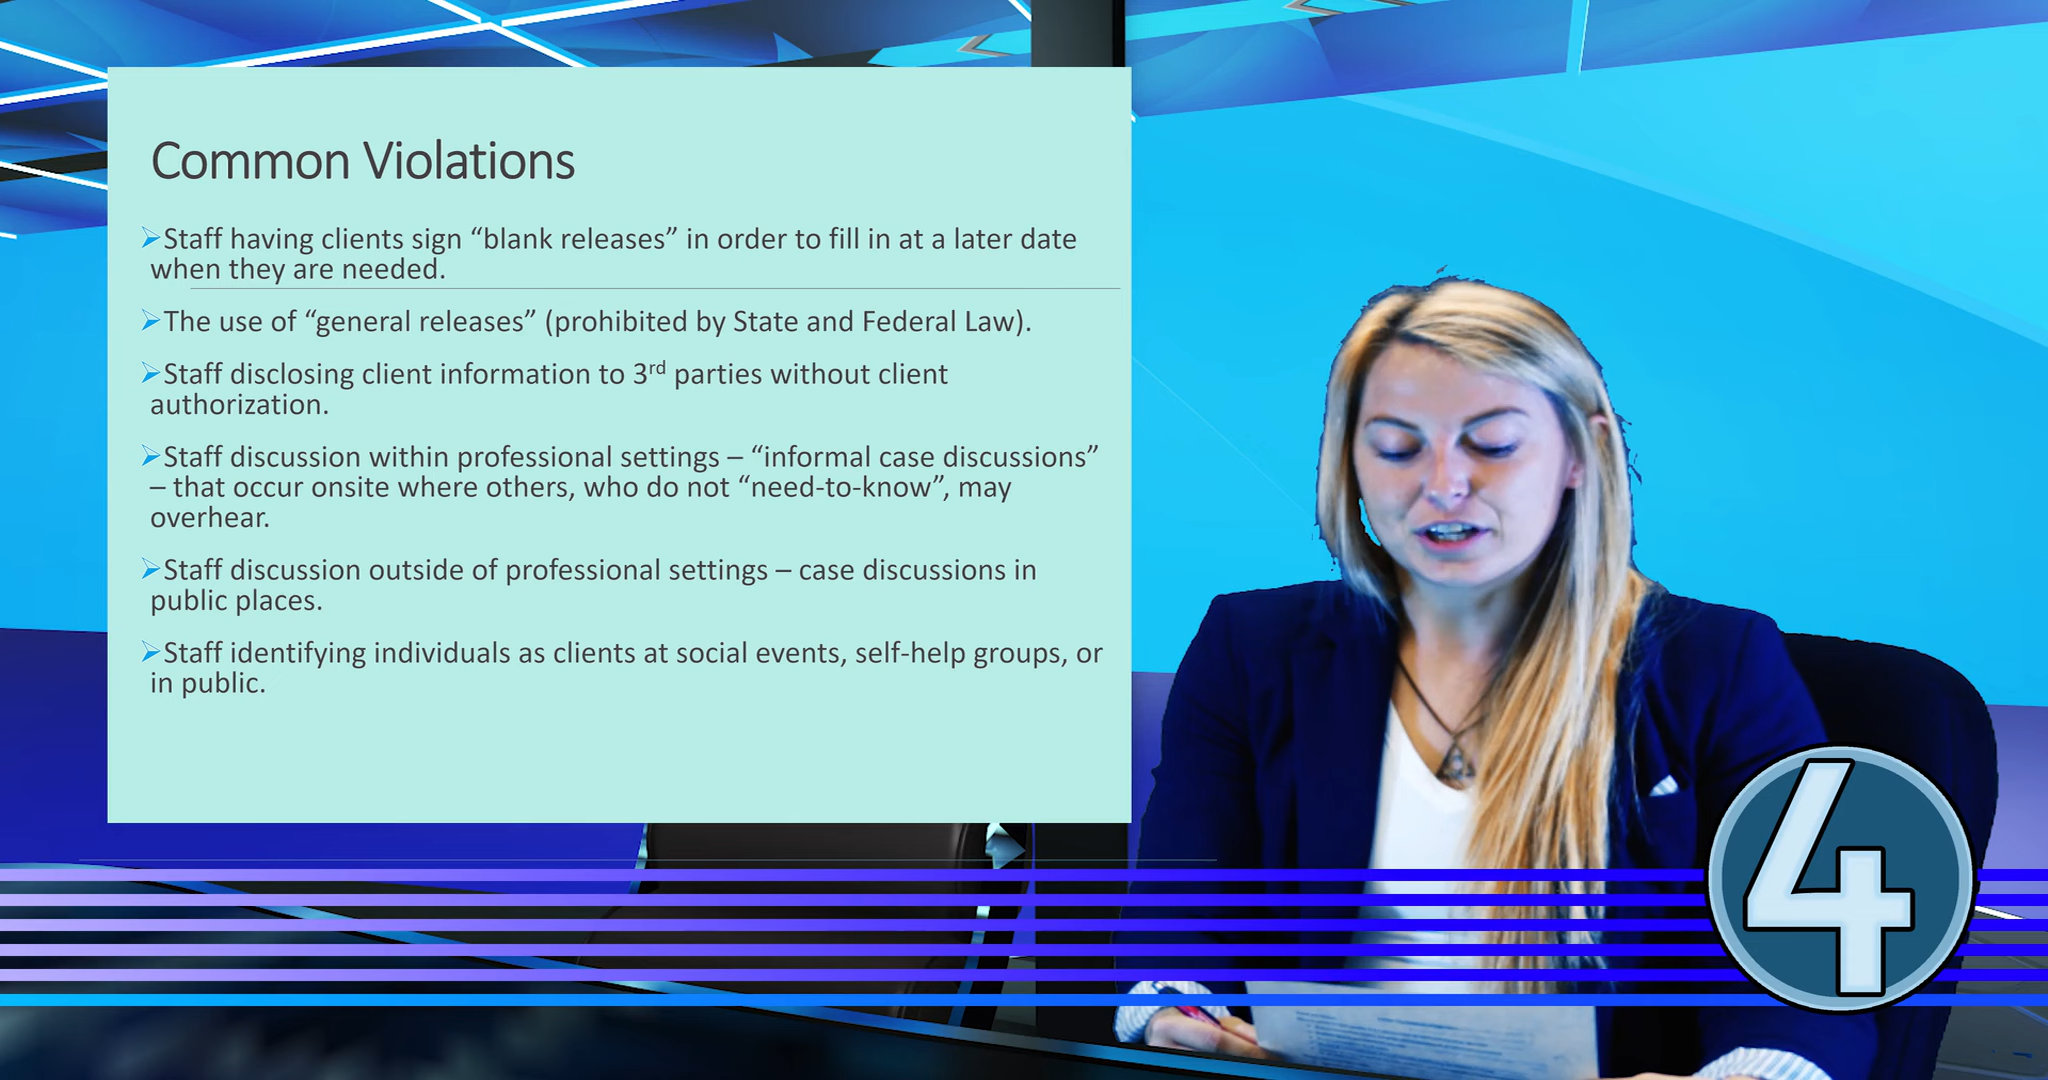 Common Violations
➢Staff having clients sign “blank releases” in order to fill in at a later date
when they are needed.
➢The use of “general releases” (prohibited by State and Federal Law).
➢Staff disclosing client information to 3rd parties without client
authorization.
➢Staff discussion within professional settings – “informal case discussions”
– that occur onsite where others, who do not “need-to-know”, may
overhear.
➢Staff discussion outside of professional settings – case discussions in
public places.
➢Staff identifying individuals as clients at social events, self-help groups, or
in public.
4